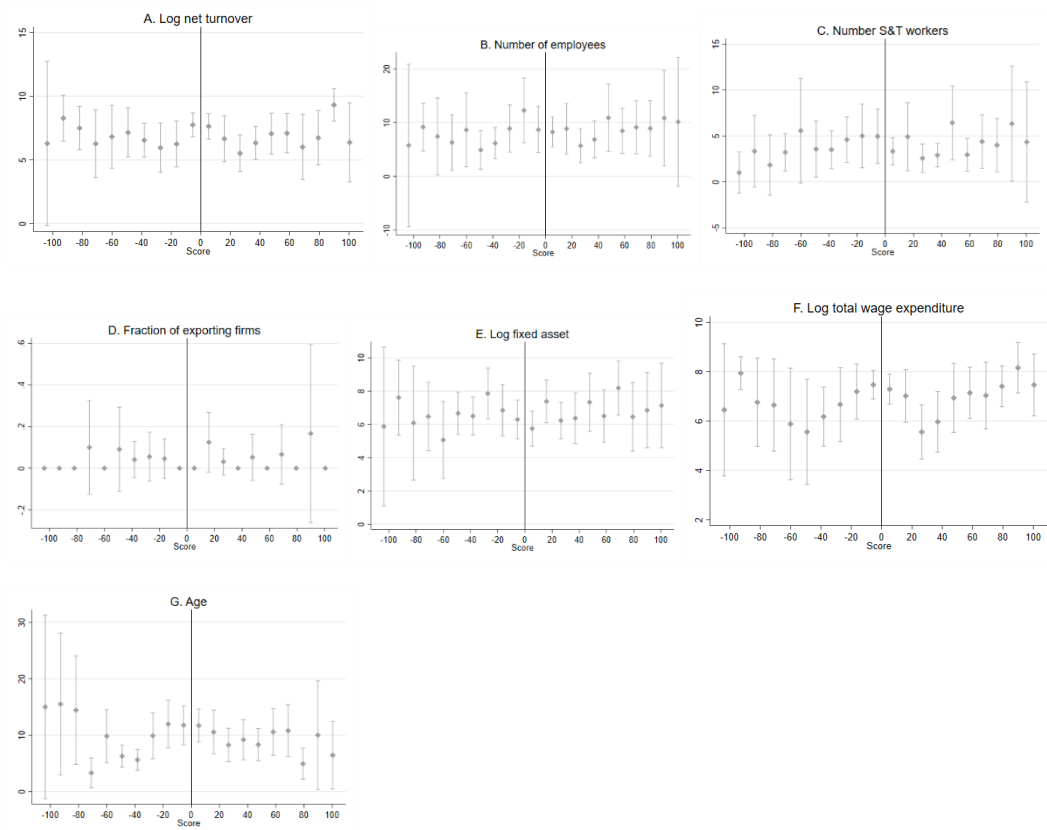 A. Log net turnover
15
10
5
0
-100 -80 -60 -40 -20 0 20 40 60 80 100
Score
B. Number of employees
20
10
0
-10
-100 -80 -60 -40 -20 0 20 40 60 80 100
Score
C. Number S&T workers
15
10
5
0
-5
-100 -80 -60 -40 -20 0 20 40 60 80 100
Score
D. Fraction of exporting firms
.6
.4
.2
0
-.2
-100 -80 -60 -40 -20 0 20 40 60 80 100
Score
E. Log fixed asset
10
8
6
4
2
0
-100 -80 -60 -40 -20 0 20 40 60 80 100
Score
F. Log total wage expenditure
10
8
6
4
2
-100 -80 -60 -40 -20 0 20 40 60 80 100
Score
G. Age
30
20
10
0
-100 -80 -60 -40 -20 0 20 40 60 80 100
Score